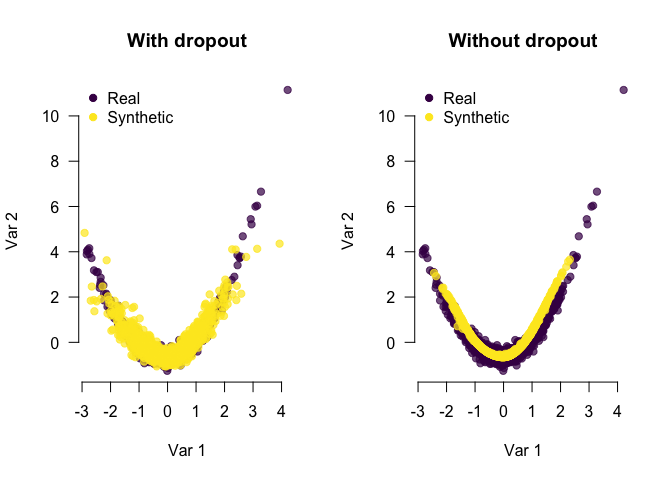 With dropout
Real
Synthetic
10
8
6
4
2
0
Var 2
-3 -2 -1 0 1 2 3 4
Var 1
Without dropout
Real
Synthetic
10
8
6
4
2
0
Var 2
-3 -2 -1 0 1 2 3 4
Var 1